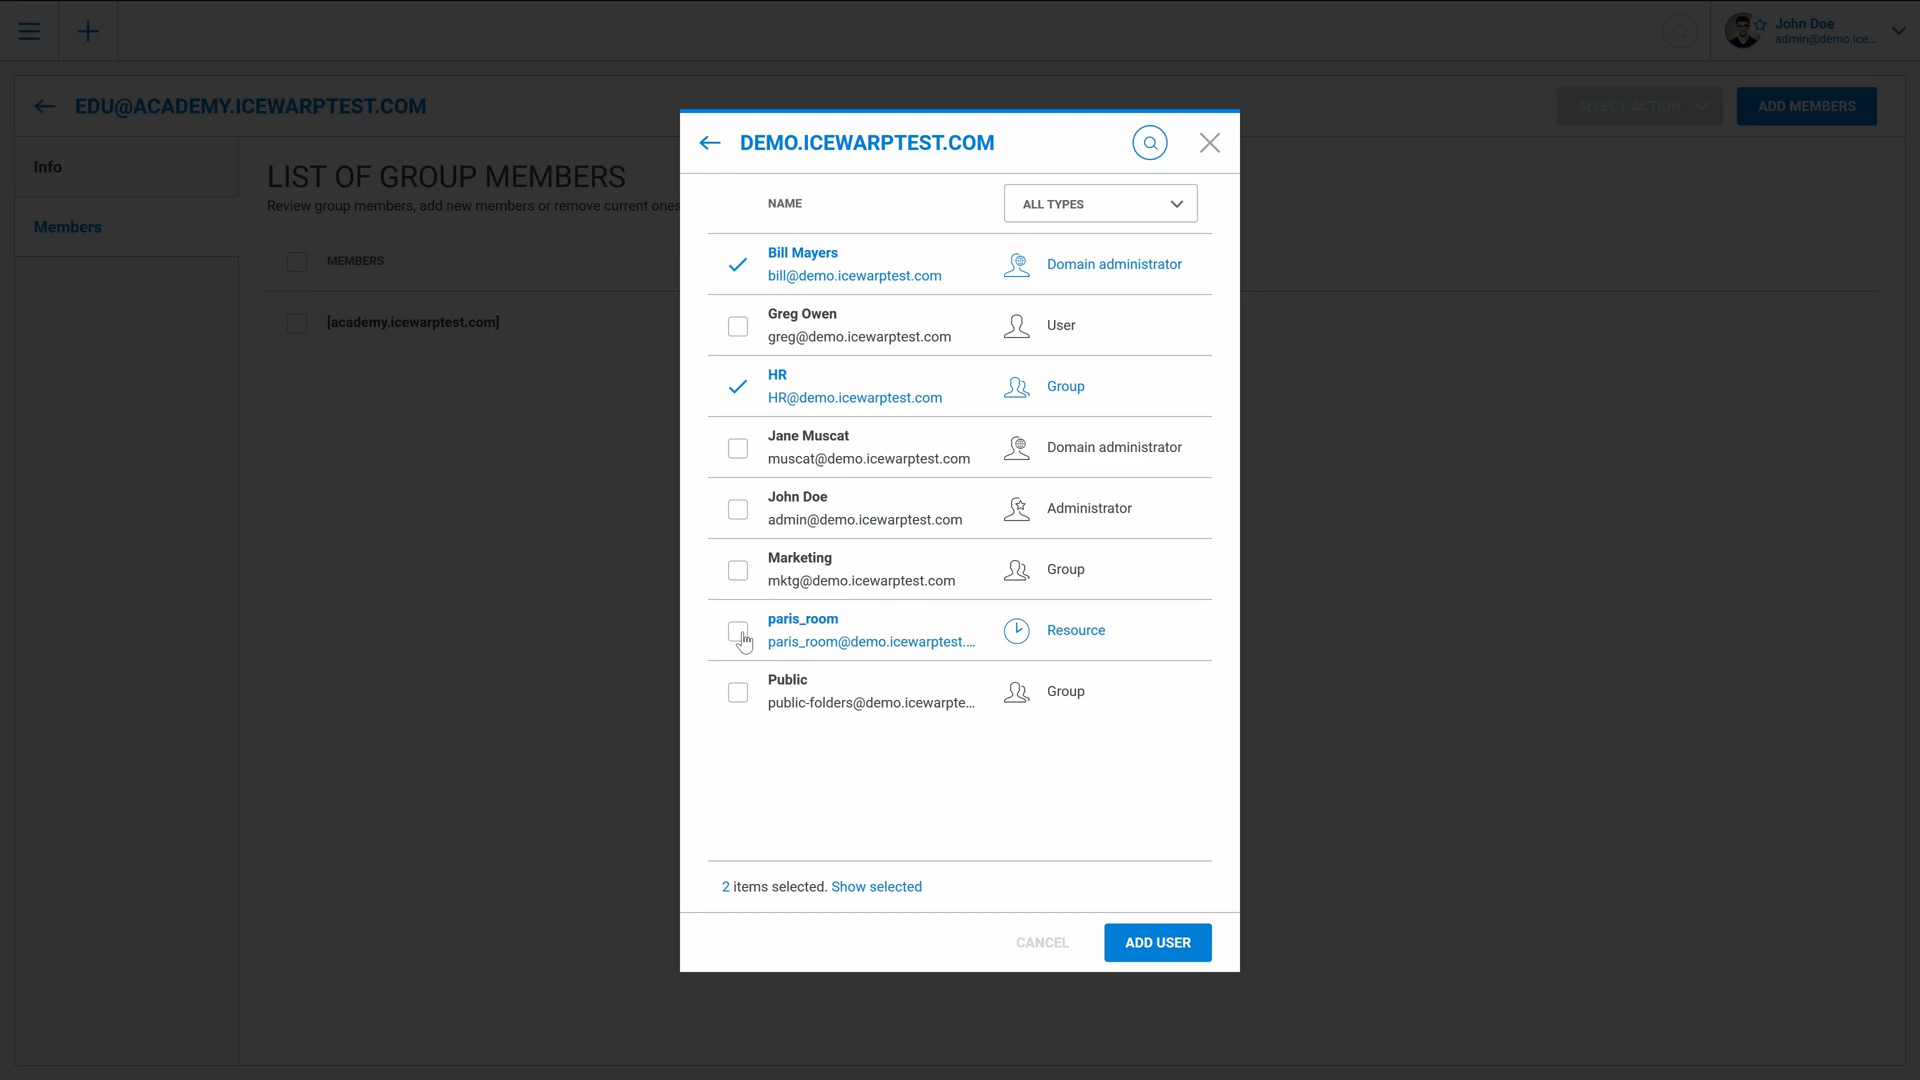 John Doe
admin@demo.ice...
EDU@ACADEMY.ICEWARPTEST.COM
SELECT ACTION
ADD MEMBERS
Info
Members
LIST OF GROUP MEMBERS
Review group members, add new members or remove current ones
MEMBERS
[academy.icewarptest.com]
DEMO.ICEWARPTEST.COM
NAME
ALL TYPES
Bill Mayers
bill@demo.icewarptest.com
Domain administrator
Greg Owen
greg@demo.icewarptest.com
User
HR
HR@demo.icewarptest.com
Group
Jane Muscat
muscat@demo.icewarptest.com
Domain administrator
John Doe
admin@demo.icewarptest.com
Administrator
Marketing
mktg@demo.icewarptest.com
Group
paris_room
paris_room@demo.icewarptest....
Resource
Public
public-folders@demo.icewarpte...
Group
2 items selected. Show selected
CANCEL
ADD USER